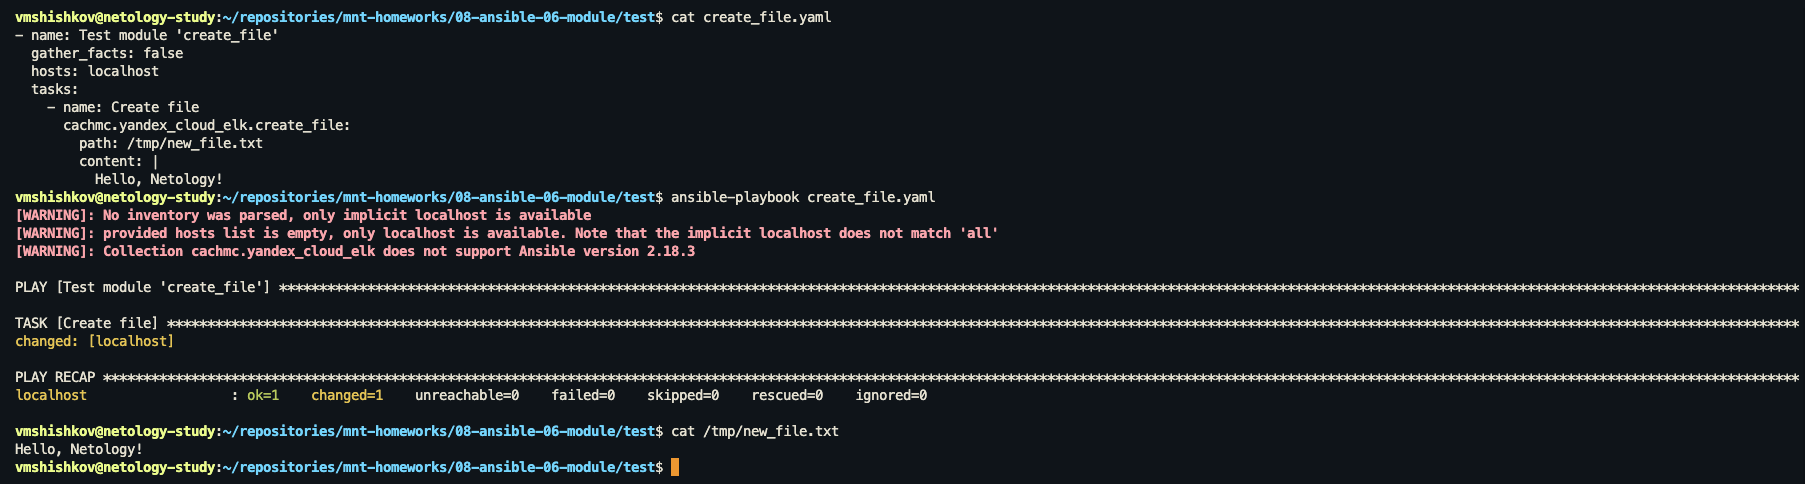 vmshishkov@netology-study:~/repositories/mnt-homeworks/08-ansible-06-module/test$ cat create_file.yaml
- name: Test module 'create_file'
  gather_facts: false
  hosts: localhost
  tasks:
    - name: Create file
      cachmc.yandex_cloud_elk.create_file:
        path: /tmp/new_file.txt
        content: |
          Hello, Netology!
vmshishkov@netology-study:~/repositories/mnt-homeworks/08-ansible-06-module/test$ ansible-playbook create_file.yaml
[WARNING]: No inventory was parsed, only implicit localhost is available
[WARNING]: provided hosts list is empty, only localhost is available. Note that the implicit localhost does not match 'all'
[WARNING]: Collection cachmc.yandex_cloud_elk does not support Ansible version 2.18.3
PLAY [Test module 'create_file'] **********************************************************************************************************************************************************************************************
TASK [Create file] ************************************************************************************************************************************************************************************************************
changed: [localhost]
PLAY RECAP ********************************************************************************************************************************************************************************************************************
localhost                  : ok=1    changed=1    unreachable=0    failed=0    skipped=0    rescued=0    ignored=0
vmshishkov@netology-study:~/repositories/mnt-homeworks/08-ansible-06-module/test$ cat /tmp/new_file.txt
Hello, Netology!
vmshishkov@netology-study:~/repositories/mnt-homeworks/08-ansible-06-module/test$